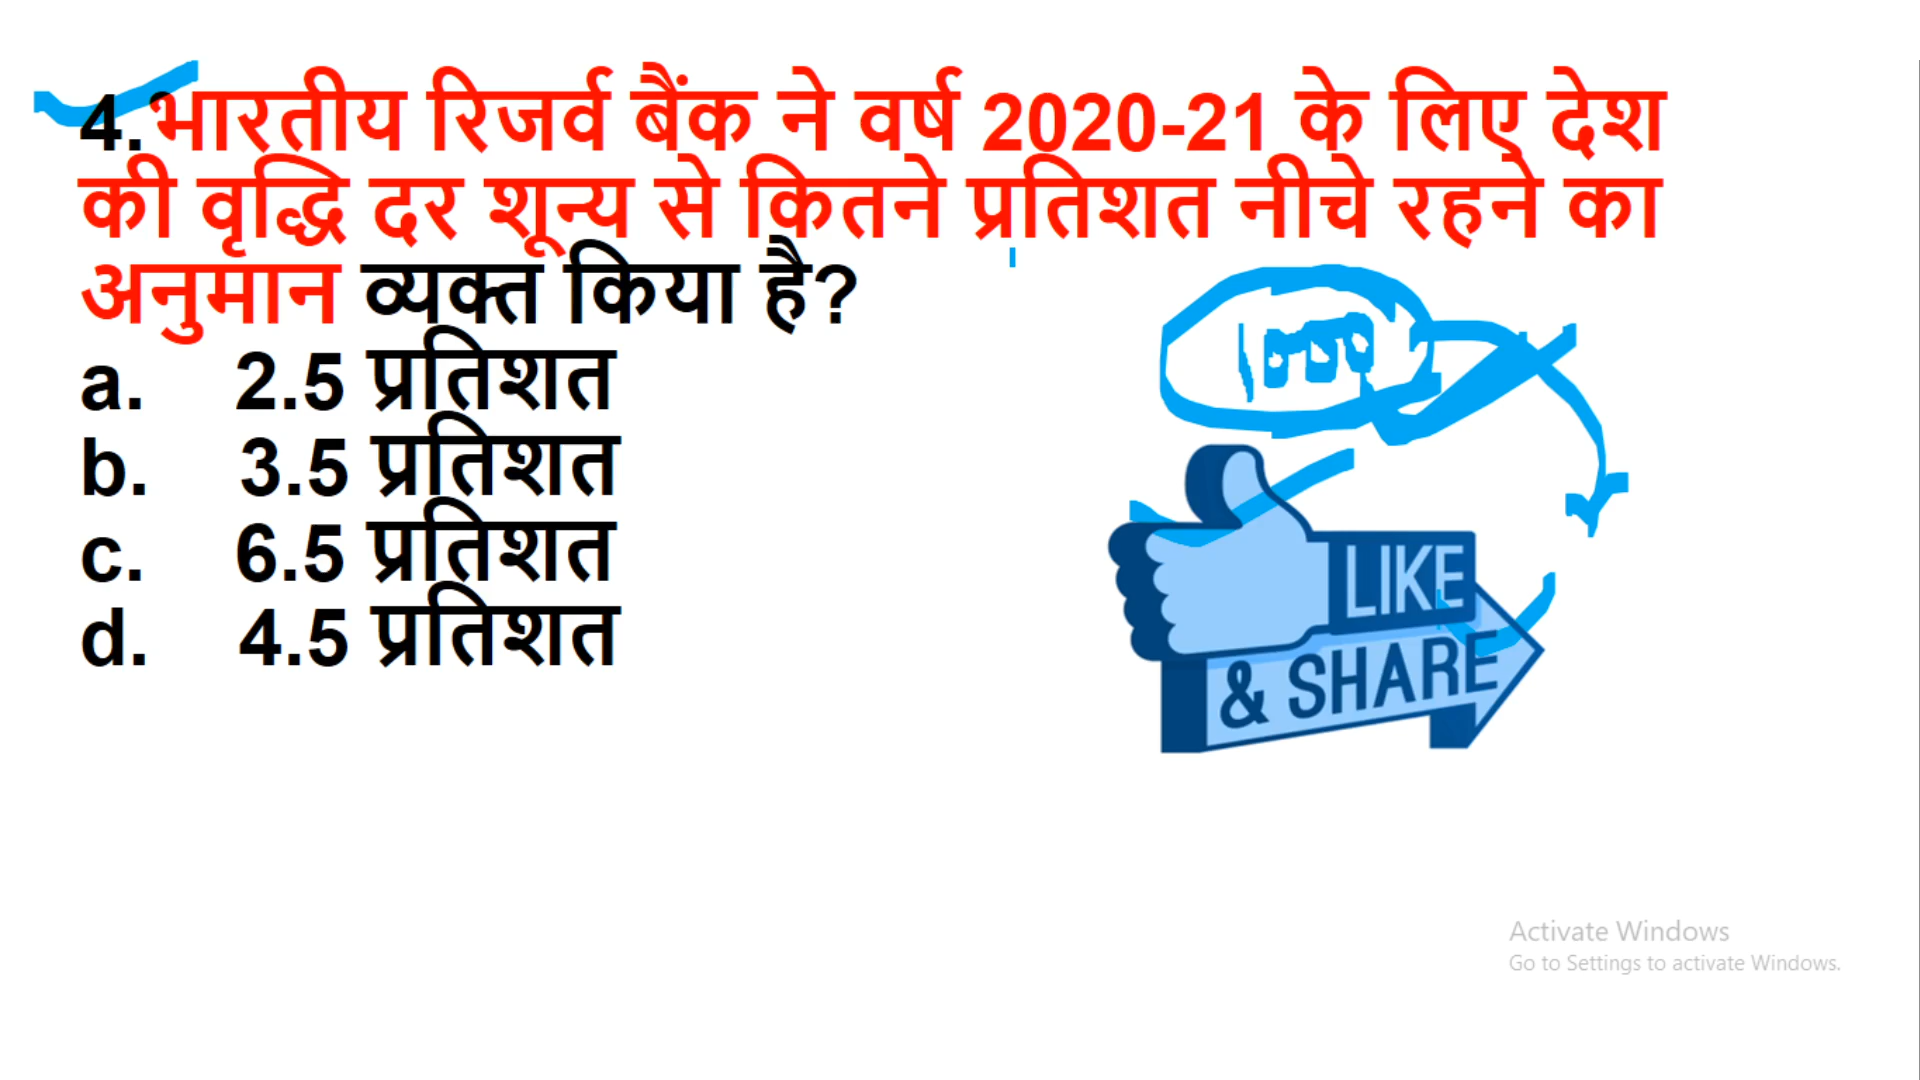 4.भारतीय रिजर्व बैंक ने वर्ष 2020-21 के लिए देश
की वृद्धि दर शून्य से कितने प्रतिशत नीचे रहने का
अनुमान व्यक्त किया है?
a. 2.5 प्रतिशत
b. 3.5 प्रतिशत
c. 6.5 प्रतिशत
d. 4.5 प्रतिशत
1000
LIKE
& SHARE
Activate Windows
Go to Settings to activate Windows.